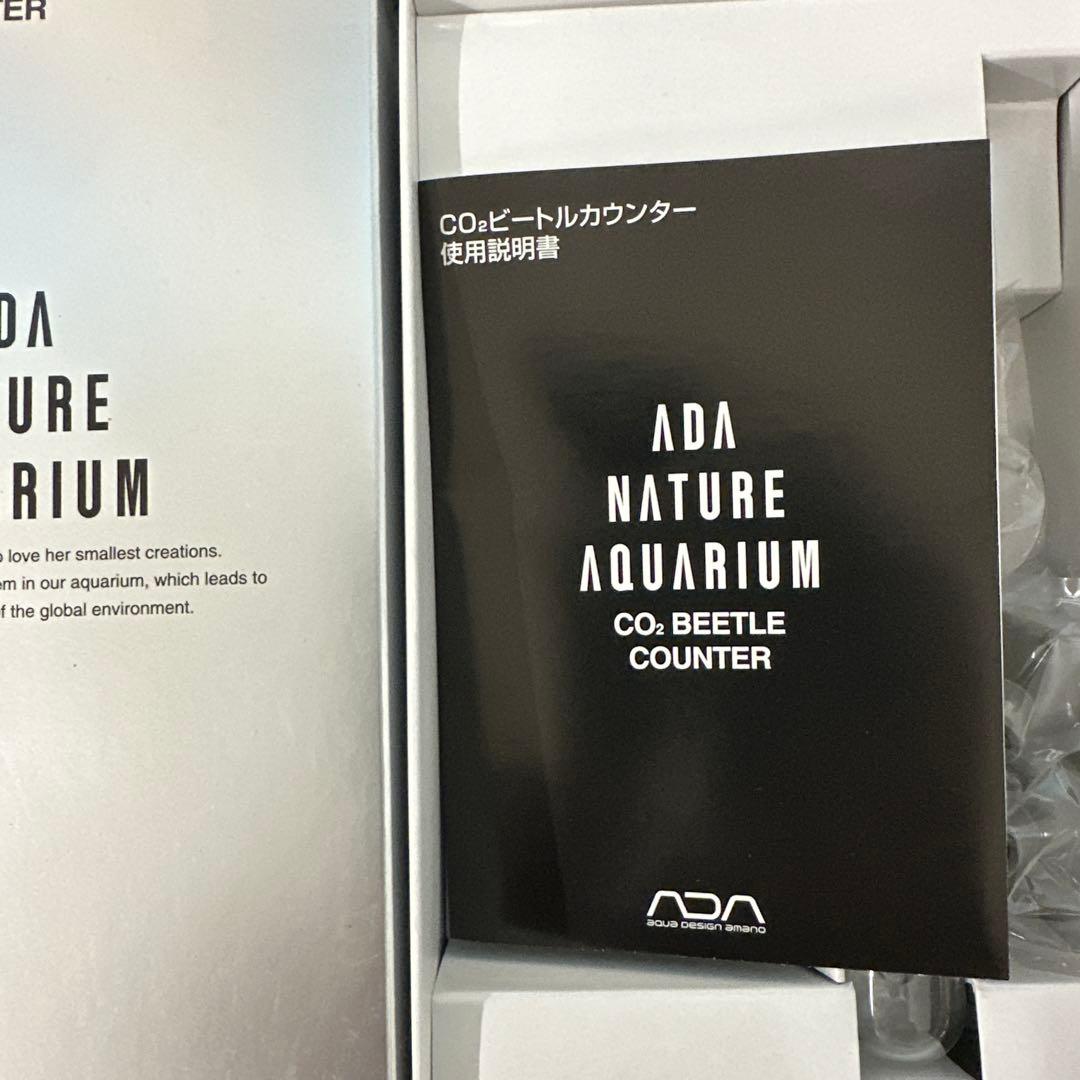 ER
DA
URE
RIUM
love her smallest creations.
em in our aquarium, which leads to
f the global environment.
CO₂ビートルカウンター
使用説明書
ADA
NATURE
AQUARIUM
CO₂ BEETLE
COUNTER
ADA
aqua DESIGN amano